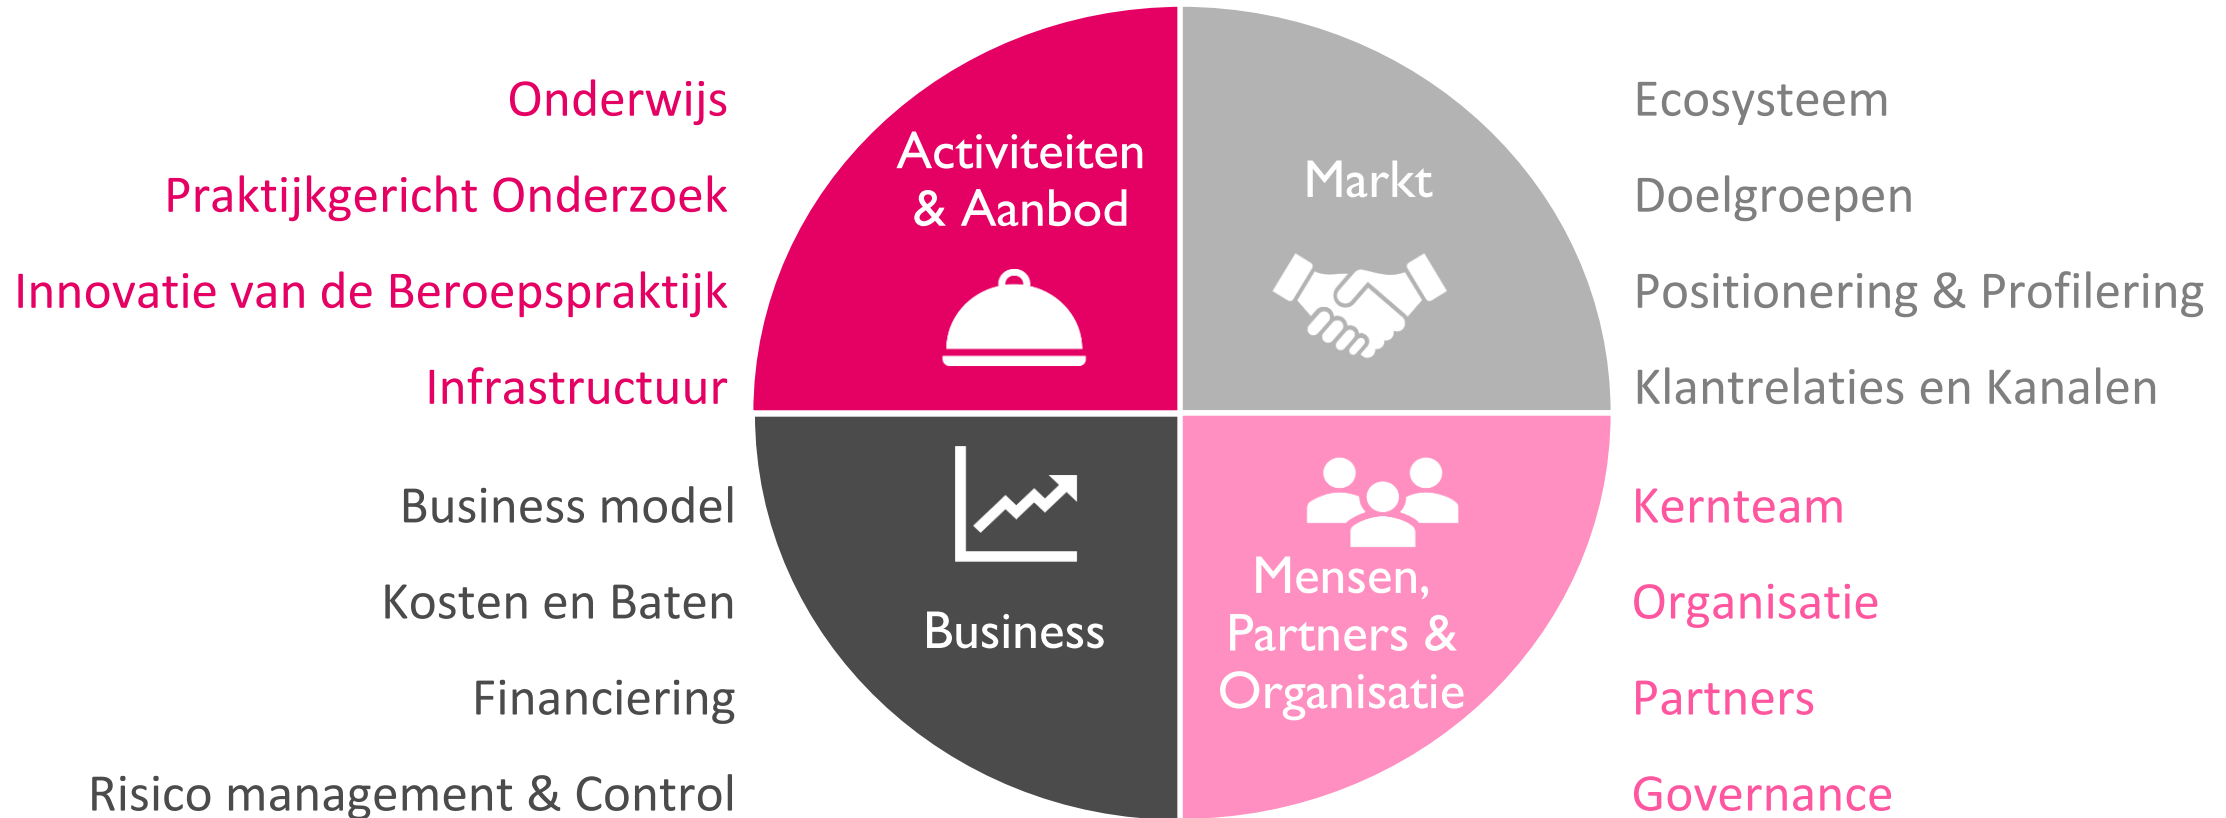 Onderwijs
Praktijkgericht Onderzoek
Innovatie van de Beroepspraktijk
Infrastructuur
Activiteiten
& Aanbod
Markt
Ecosysteem
Doelgroepen
Positionering & Profilering
Klantrelaties en Kanalen
Business model
Kosten en Baten
Financiering
Risico management & Control
Business
Mensen,
Partners &
Organisatie
Kernteam
Organisatie
Partners
Governance